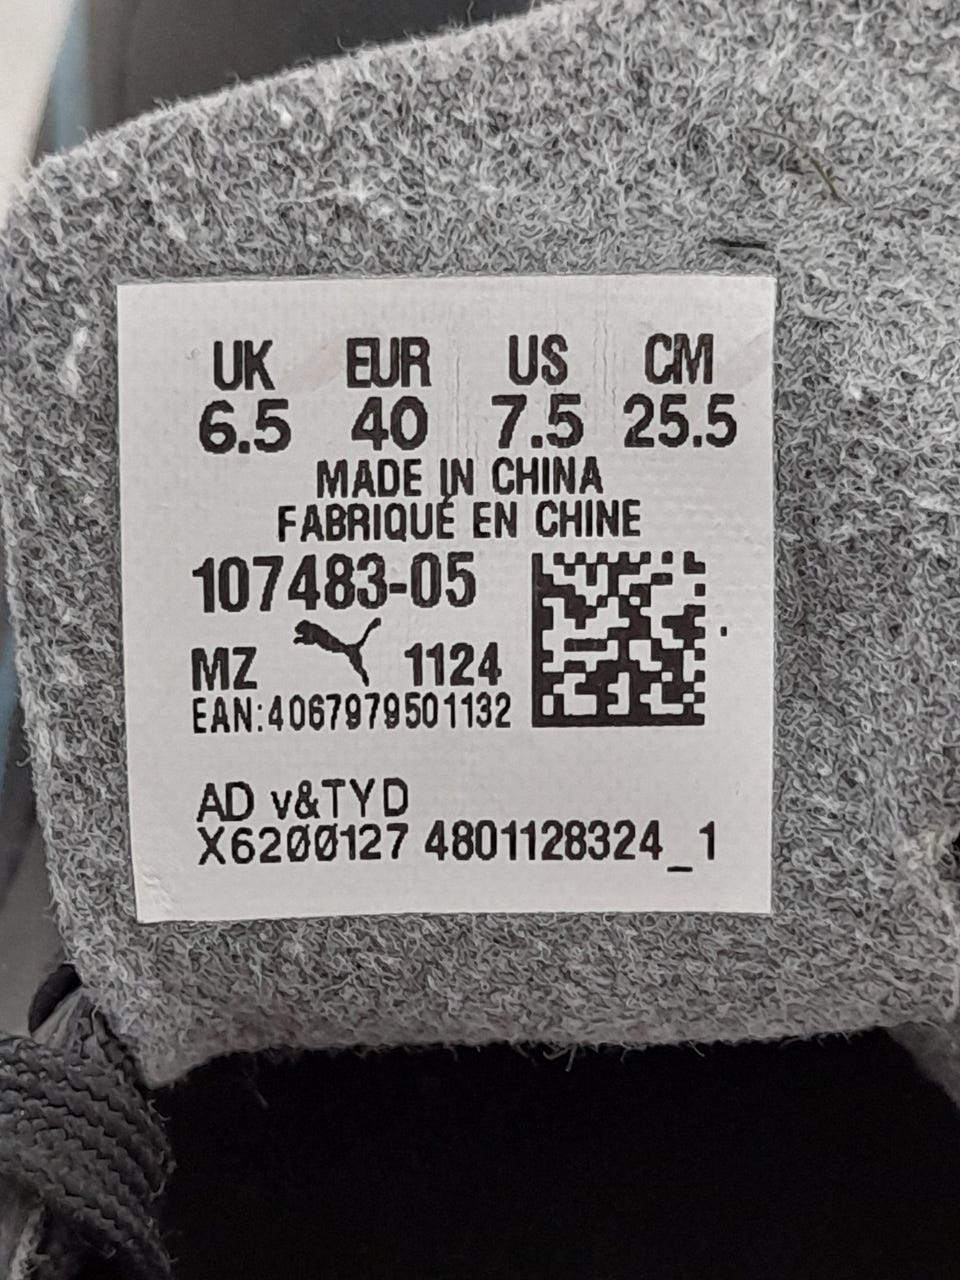 UK EUR US CM
6.5 40 7.5 25.5
MADE IN CHINA
FABRIQUÉ EN CHINE
107483-05
MZ 1124
EAN:4067979501132
AD v&TYD
X6200127 4801128324_1